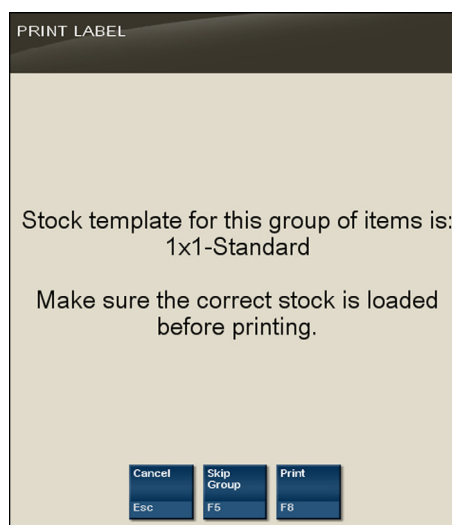 PRINT LABEL
Stock template for this group of items is:
1x1-Standard
Make sure the correct stock is loaded
before printing.
Cancel
Esc
Skip
Group
F5
Print
F8